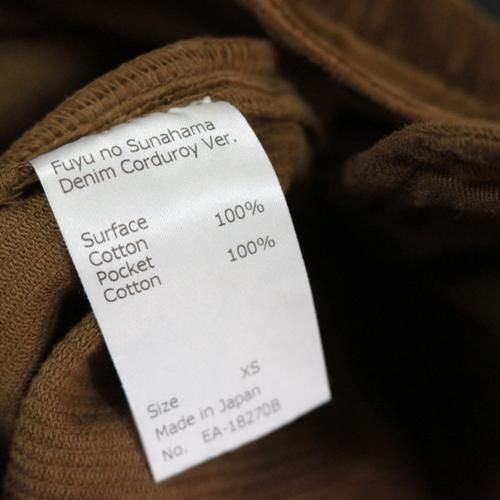 Fuyu no Sunahama
Denim Corduroy Ver.
Surface 100%
Cotton
Pocket 100%
Cotton
Size XS
Made in Japan
No. EA-18270B